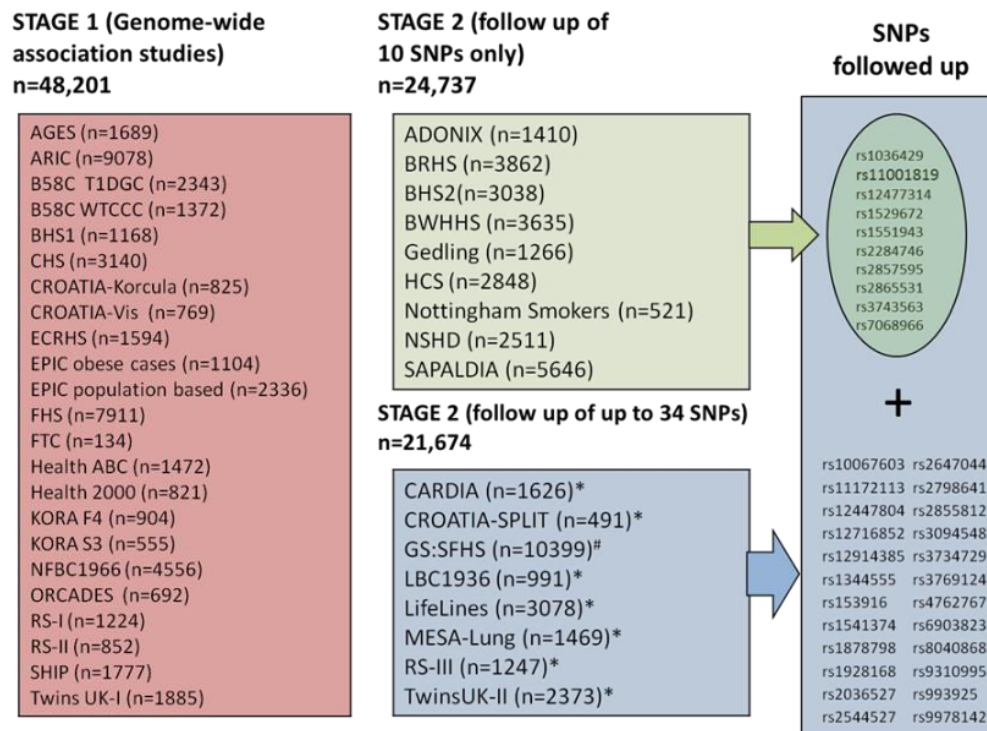 STAGE 1 (Genome-wide
association studies)
n=48,201
AGES (n=1689)
ARIC (n=9078)
B58C T1DGC (n=2343)
B58C WTCCC (n=1372)
BHS1 (n=1168)
CHS (n=3140)
CROATIA-Korcula (n=825)
CROATIA-Vis (n=769)
ECRHS (n=1594)
EPIC obese cases (n=1104)
EPIC population based (n=2336)
FHS (n=7911)
FTC (n=134)
Health ABC (n=1472)
Health 2000 (n=821)
KORA F4 (n=904)
KORA S3 (n=555)
NFBC1966 (n=4556)
ORCADES (n=692)
RS-I (n=1224)
RS-II (n=852)
SHIP (n=1777)
Twins UK-I (n=1885)
STAGE 2 (follow up of
10 SNPs only)
n=24,737
ADONIX (n=1410)
BRHS (n=3862)
BHS2(n=3038)
BWHHS (n=3635)
Gedling (n=1266)
HCS (n=2848)
Nottingham Smokers (n=521)
NSHD (n=2511)
SAPALDIA (n=5646)
STAGE 2 (follow up of up to 34 SNPs)
n=21,674
CARDIA (n=1626)*
CROATIA-SPLIT (n=491)*
GS:SFHS (n=10399)#
LBC1936 (n=991)*
LifeLines (n=3078)*
MESA-Lung (n=1469)*
RS-III (n=1247)*
TwinsUK-II (n=2373)*
SNPs
followed up
rs1036429
rs11001819
rs12477314
rs1529672
rs1551943
rs2284746
rs2857595
rs2865531
rs3743563
rs7068966
+
rs10067603 rs2647044
rs11172113 rs2798641
rs12447804 rs2855812
rs12716852 rs3094548
rs12914385 rs3734729
rs1344555 rs3769124
rs153916 rs4762767
rs1541374 rs6903823
rs1878798 rs8040868
rs1928168 rs9310995
rs2036527 rs993925
rs2544527 rs9978142